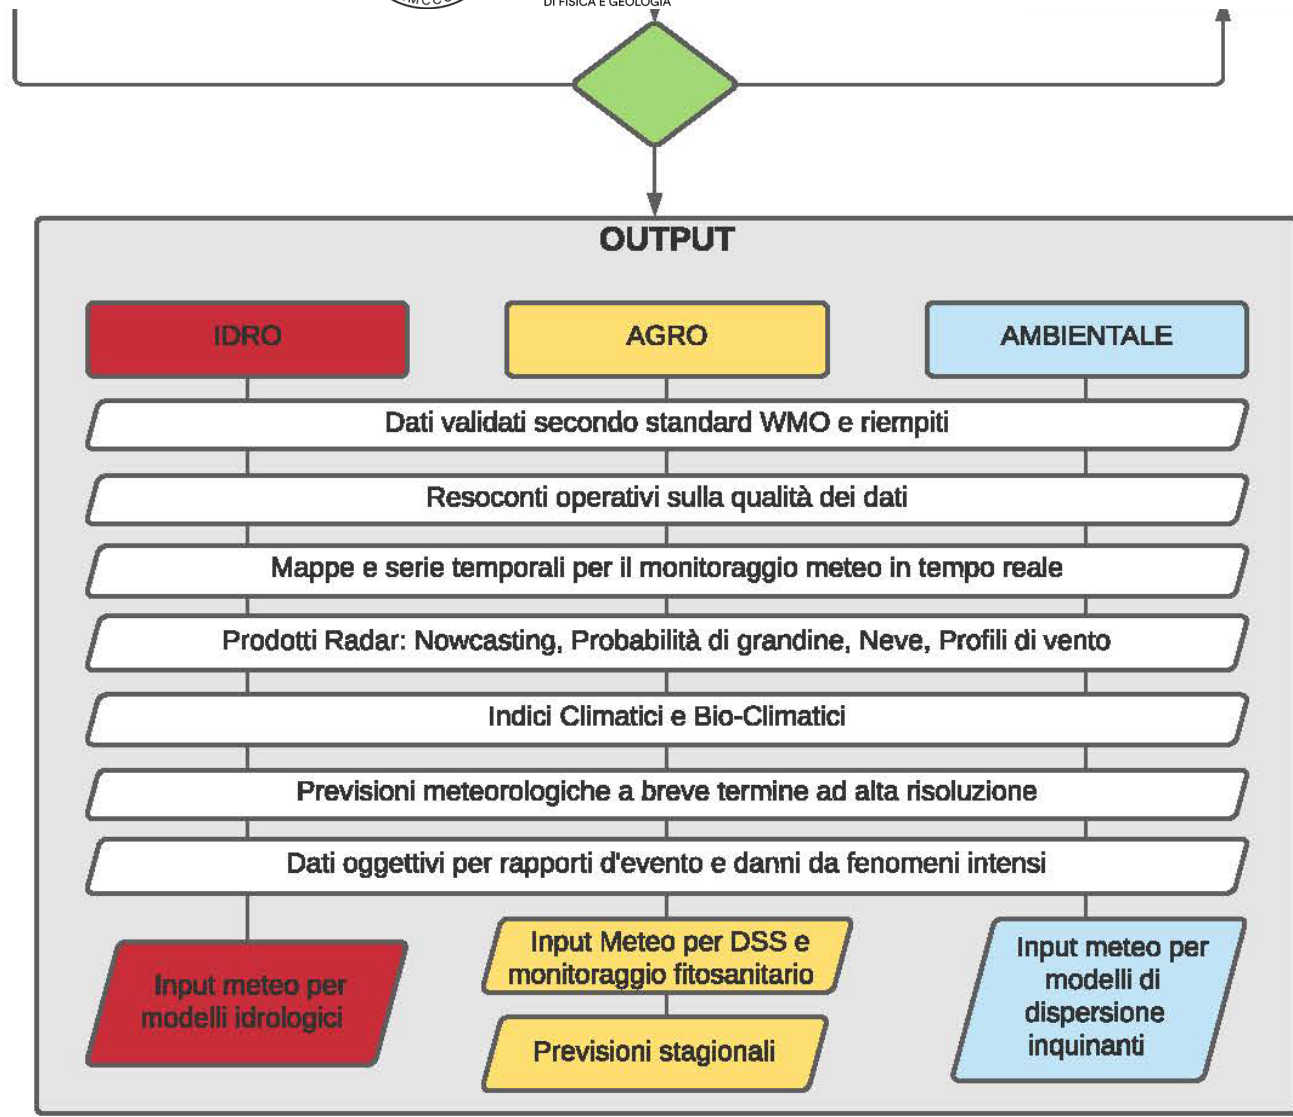 DI FISICA E GEOLOGIA
OUTPUT
IDRO
AGRO
AMBIENTALE
Dati validati secondo standard WMO e riempiti
Resoconti operativi sulla qualità dei dati
Mappe e serie temporali per il monitoraggio meteo in tempo reale
Prodotti Radar: Nowcasting, Probabilità di grandine, Neve, Profili di vento
Indici Climatici e Bio-Climatici
Previsioni meteorologiche a breve termine ad alta risoluzione
Dati oggettivi per rapporti d'evento e danni da fenomeni intensi
Input meteo per
modelli idrologici
Input Meteo per DSS e
monitoraggio fitosanitario
Previsioni stagionali
Input meteo per
modelli di
dispersione
inquinanti